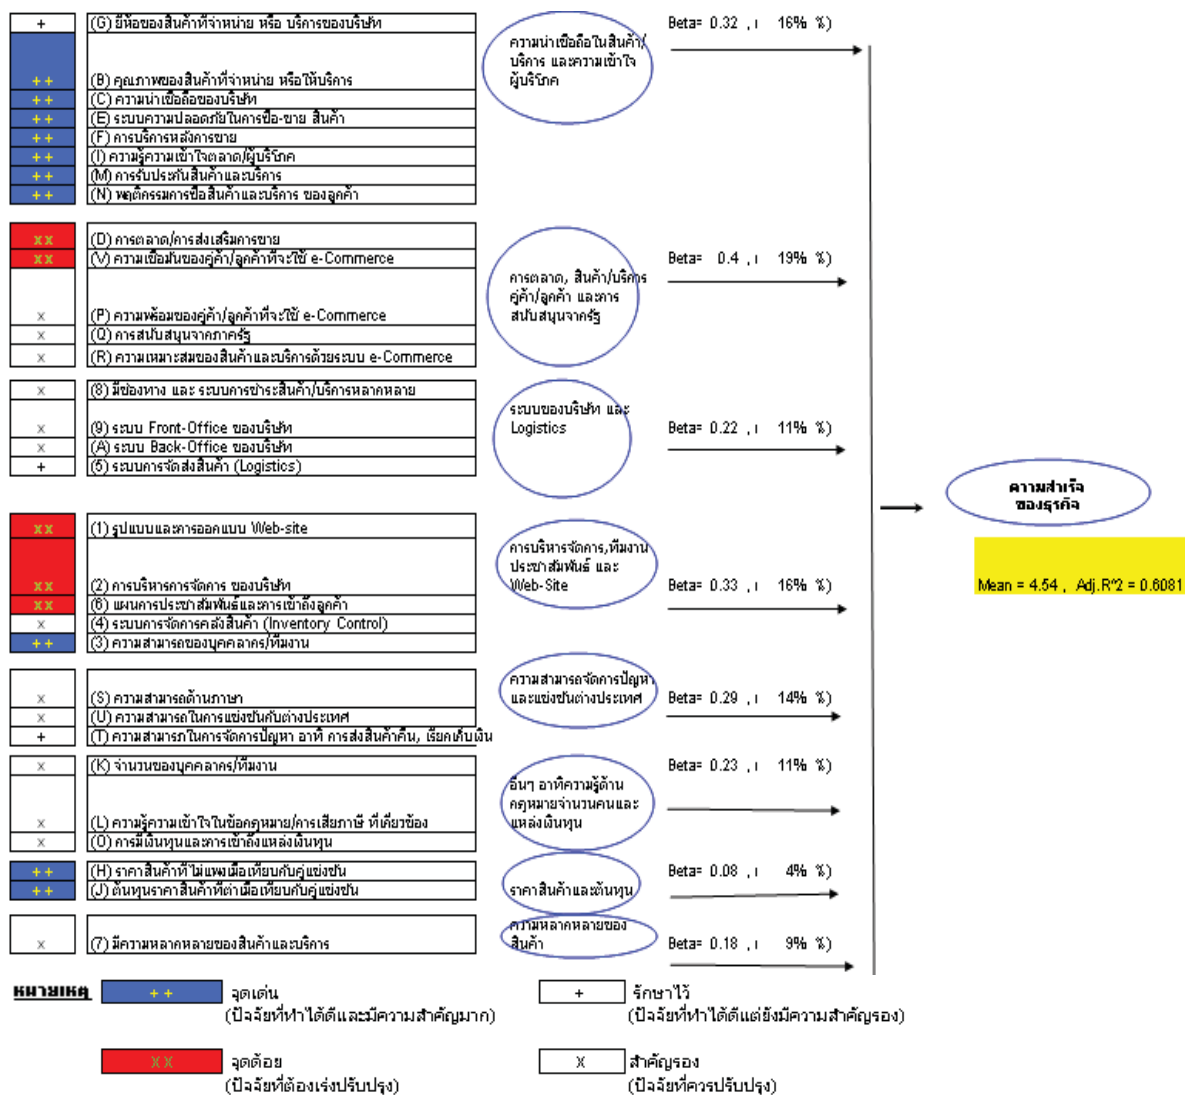 + (G) ยี่ห้อของสินค้าที่จำหน่าย หรือ บริการของบริษัท
++ (B) คุณภาพของสินค้าที่จำหน่าย หรือให้บริการ
++ (C) ความน่าเชื่อถือของบริษัท
++ (E) ระบบความปลอดภัยในการซื้อ-ขาย สินค้า
++ (F) การบริการหลังการขาย
++ (I) ความรู้ความเข้าใจตลาด/ผู้บริโภค
++ (M) การรับประกันสินค้าและบริการ
++ (N) พฤติกรรมการซื้อสินค้าและบริการ ของลูกค้า
ความน่าเชื่อถือในสินค้า/
บริการ และความเข้าใจ
ผู้บริโภค
Beta= 0.32 , 16% %)
xx (D) การตลาด/การส่งเสริมการขาย
xx (V) ความเชื่อมั่นของคู่ค้า/ลูกค้าที่จะใช้ e-Commerce
x (P) ความพร้อมของคู่ค้า/ลูกค้าที่จะใช้ e-Commerce
x (Q) การสนับสนุนจากภาครัฐ
x (R) ความเหมาะสมของสินค้าและบริการด้วยระบบ e-Commerce
การตลาด, สินค้า/บริการ
คู่ค้า/ลูกค้า และการ
สนับสนุนจากรัฐ
Beta= 0.4 , 19% %)
x (8) มีช่องทาง และ ระบบการชำระสินค้า/บริการหลากหลาย
x (9) ระบบ Front-Office ของบริษัท
x (A) ระบบ Back-Office ของบริษัท
+ (5) ระบบการจัดส่งสินค้า (Logistics)
ระบบของบริษัท และ
Logistics
Beta= 0.22 , 11% %)
ความสำเร็จ
ของธุรกิจ
Mean = 4.54 , Adj.R^2 = 0.6081
xx (1) รูปแบบและการออกแบบ Web-site
xx (2) การบริหารการจัดการ ของบริษัท
xx (6) แผนการประชาสัมพันธ์และการเข้าถึงลูกค้า
x (4) ระบบการจัดการคลังสินค้า (Inventory Control)
++ (3) ความสามารถของบุคคลากร/ทีมงาน
การบริหารจัดการ,ทีมงาน
ประชาสัมพันธ์ และ
Web-Site
Beta= 0.33 , 16% %)
x (S) ความสามารถด้านภาษา
x (U) ความสามารถในการแข่งขันกับต่างประเทศ
+ (T) ความสามารภในการจัดการปัญหา อาทิ การส่งสินค้าคืน, เรียกเก็บเงิน
ความสามารถจัดการปัญหา
และแข่งขันต่างประเทศ
Beta= 0.29 , 14% %)
x (K) จำนวนของบุคลากร/ทีมงาน
x (L) ความรู้ความเข้าใจในข้อกฎหมาย/การเสียภาษี ที่เกี่ยวข้อง
x (O) การมีเงินทุนและการเข้าถึงแหล่งเงินทุน
อื่นๆ อาทิความรู้ด้าน
กฎหมายจำนวนคนและ
แหล่งเงินทุน
Beta= 0.23 , 11% %)
++ (H) ราคาสินค้าที่ไม่แพงเมื่อเทียบกับคู่แข่งขัน
++ (J) ต้นทุนราคาสินค้าที่ต่ำเมื่อเทียบกับคู่แข่งขัน
ราคาสินค้าและต้นทุน
Beta= 0.08 , 4% %)
x (7) มีความหลากหลายของสินค้าและบริการ
ความหลากหลายของ
สินค้า
Beta= 0.18 , 9% %)
หมายเหตุ ++ จุดเด่น
(ปัจจัยที่ทำได้ดีและมีความสำคัญมาก)
+ รักษาไว้
(ปัจจัยที่ทำได้ดีแต่ยังมีความสำคัญรอง)
XX จุดด้อย
(ปัจจัยที่ต้องเร่งปรับปรุง)
X สำคัญรอง
(ปัจจัยที่ควรปรับปรุง)